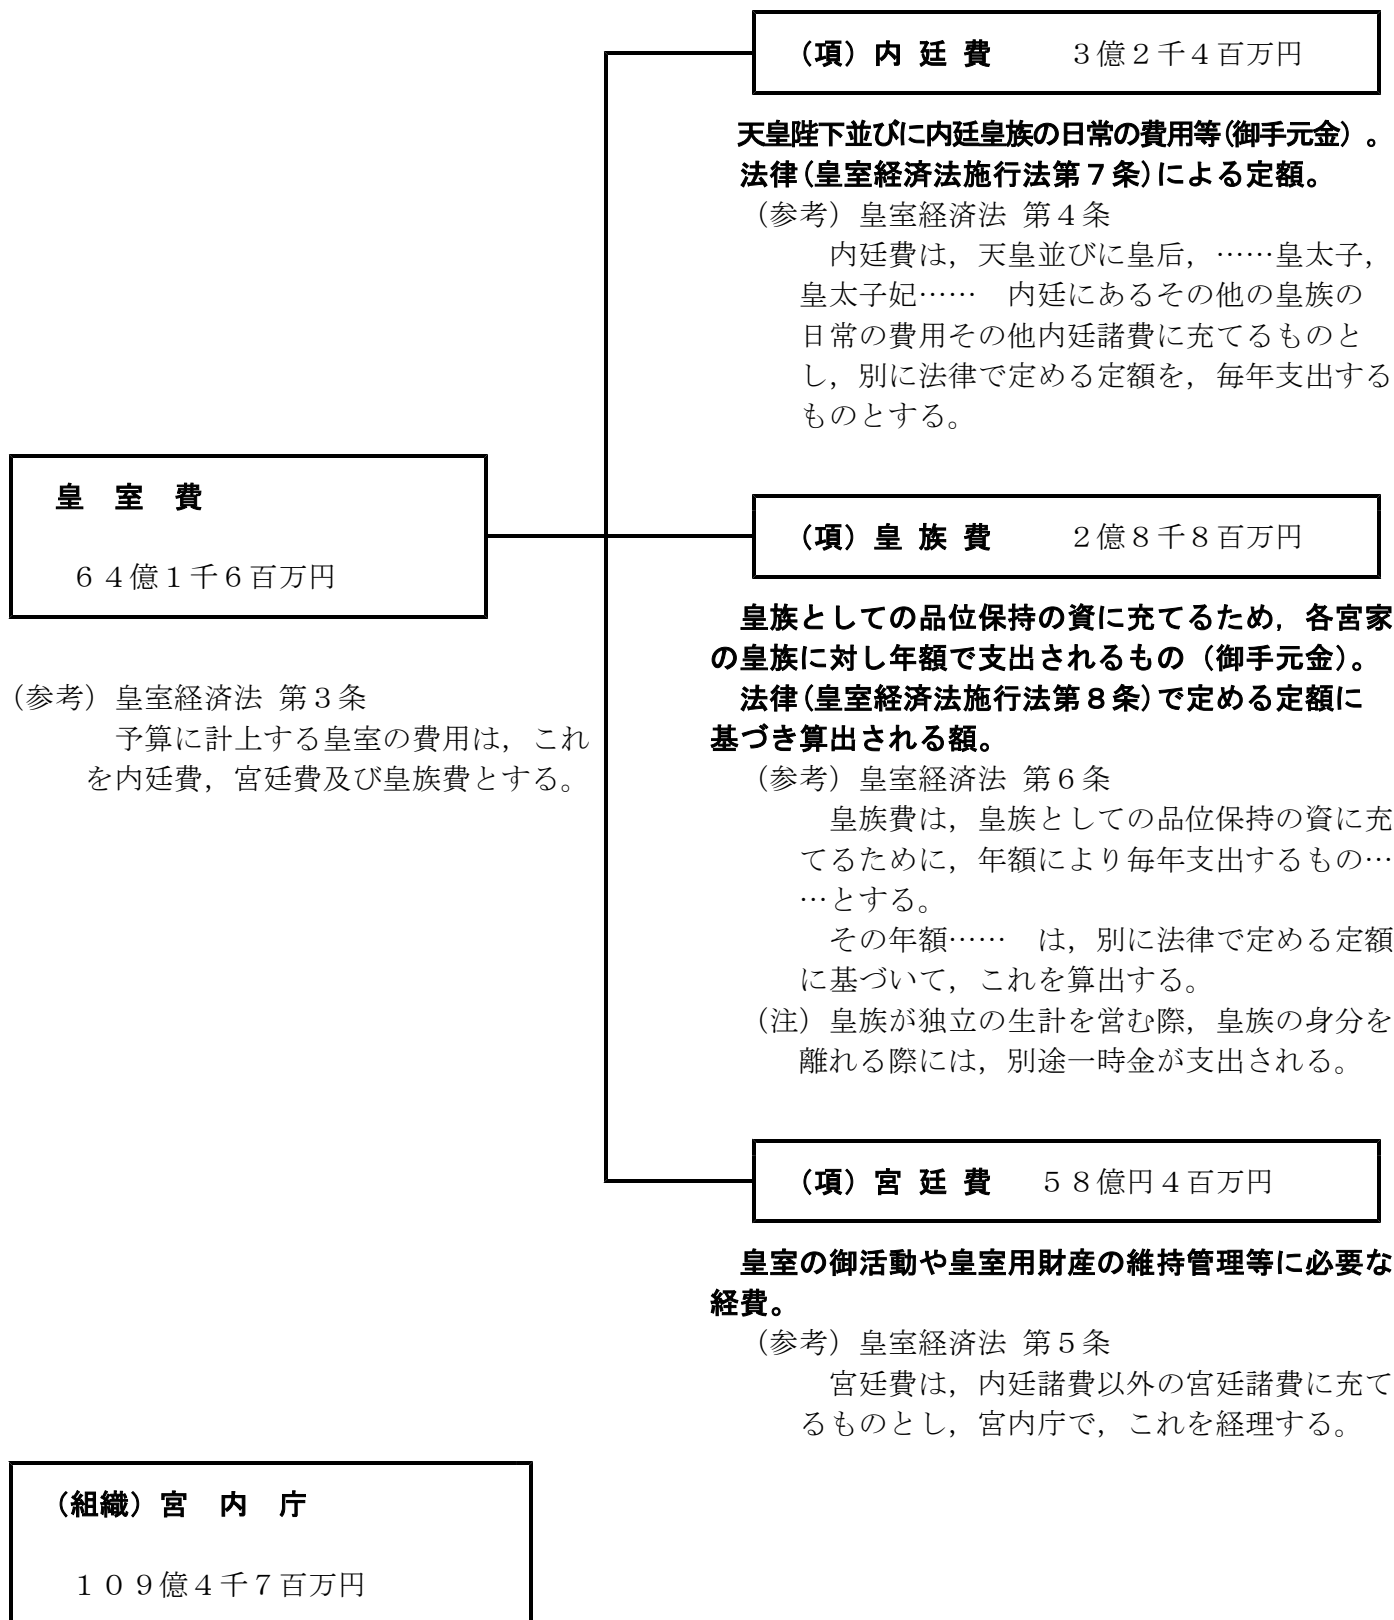 皇　室　費
６４億１千６百万円
（参考）皇室経済法 第３条
予算に計上する皇室の費用は，これ
を内廷費，宮廷費及び皇族費とする。
（項）内 廷 費　　３億２千４百万円
天皇陛下並びに内廷皇族の日常の費用等（御手元金）。
法律（皇室経済法施行法第７条）による定額。
（参考）皇室経済法 第４条
内廷費は，天皇並びに皇后，……皇太子，
皇太子妃……　内廷にあるその他の皇族の
日常の費用その他内廷諸費に充てるものと
し，別に法律で定める定額を，毎年支出する
ものとする。
（項）皇 族 費　　２億８千８百万円
皇族としての品位保持の資に充てるため，各宮家
の皇族に対し年額で支出されるもの（御手元金）。
法律（皇室経済法施行法第８条）で定める定額に
基づき算出される額。
（参考）皇室経済法 第６条
皇族費は，皇族としての品位保持の資に充
てるために，年額により毎年支出するもの…
…とする。
その年額……　は，別に法律で定める定額
に基づいて，これを算出する。
（注）皇族が独立の生計を営む際，皇族の身分を
離れる際には，別途一時金が支出される。
（項）宮 廷 費　５８億円４百万円
皇室の御活動や皇室用財産の維持管理等に必要な
経費。
（参考）皇室経済法 第５条
宮廷費は，内廷諸費以外の宮廷諸費に充て
るものとし，宮内庁で，これを経理する。
（組織）宮　内　庁
１０９億４千７百万円